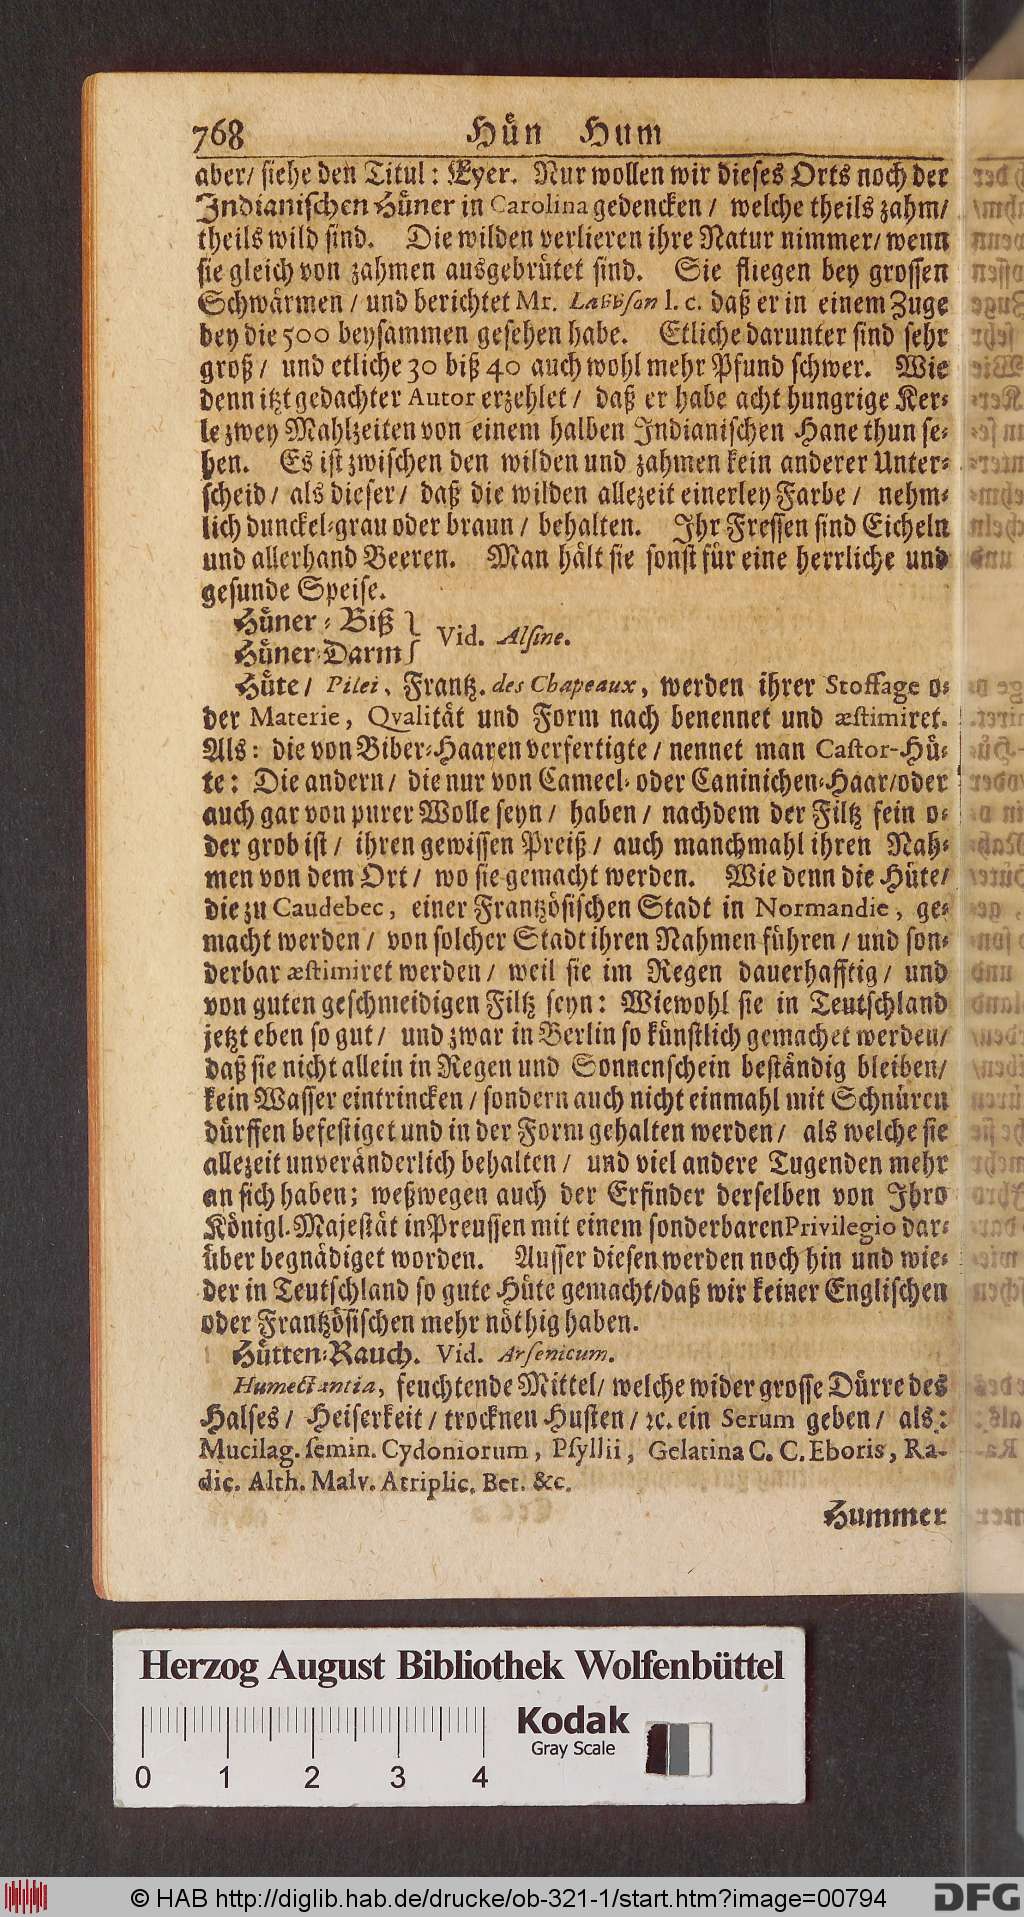 768 Hün Hum
aber/ siehe den Titul: Eyer. Nur wollen wir dieses Orts noch der
Indianischen Hüner in Carolina gedencken / welche theils zahm/
theils wild sind. Die wilden verlieren ihre Natur nimmer/ wenn
sie gleich von zahmen ausgebrütet sind. Sie fliegen bey grossen
Schwärmen / und berichtet Mr. l. c. daß er in einem Zuge
bey die 500 beysammen gesehen habe. Etliche darunter sind sehr
groß / und etliche 30 biß 40 auch wohl mehr Pfund schwer. Wie
denn itzt gedachter Autor erzehlet / daß er habe acht hungrige Ker-
le zwey Mahlzeiten von einem halben Indianischen Hane thun se-
hen. Es ist zwischen den wilden und zahmen kein anderer Unter-
scheid / als dieser / daß die wilden allezeit einerley Farbe / nehm-
lich dunckel-grau oder braun / behalten. Ihr Fressen sind Eicheln
und allerhand Beeren. Man hält sie sonst für eine herrliche und
gesunde Speise.
Hüner-Biß }
Hüner-Darm } Vid. Alsine.
Hüte / Pilei, Frantz. des Chapeaux, werden ihrer Stoffage o-
der Materie, Qvalität und Form nach benennet und æstimiret.
Als: die von Biber-Haaren verfertigte / nennet man Castor-Hü-
te: Die andern / die nur von Cameel- oder Caninichen-Haar/oder
auch gar von purer Wolle seyn / haben / nachdem der Filtz fein o-
der grob ist / ihren gewissen Preiß / auch manchmahl ihren Nah-
men von dem Ort / wo sie gemacht werden. Wie denn die Hüte/
die zu Caudebec, einer Frantzösischen Stadt in Normandie, ge-
macht werden / von solcher Stadt ihren Nahmen führen / und son-
derbar æstimiret werden / weil sie im Regen dauerhafftig / und
von guten geschmeidigen Filtz seyn: Wiewohl sie in Teutschland
jetzt eben so gut / und zwar in Berlin so künstlich gemachet werden/
daß sie nicht allein in Regen und Sonnenschein beständig bleiben/
kein Wasser eintrincken / sondern auch nicht einmahl mit Schnüren
dürffen befestiget und in der Form gehalten werden / als welche sie
allezeit unveränderlich behalten / und viel andere Tugenden mehr
an sich haben; weßwegen auch der Erfinder derselben von Ihro
Königl. Majestät in Preussen mit einem sonderbaren Privilegio dar-
über begnädiget worden. Ausser diesen werden noch hin und wie-
der in Teutschland so gute Hüte gemacht/daß wir keiner Englischen
oder Frantzösischen mehr nöthig haben.
Hütten-Rauch. Vid. Arsenicum.
Humectantia, feuchtende Mittel/ welche wider grosse Dürre des
Halses / Heiserkeit / trocknen Husten / ꝛc. ein Serum geben / als:
Mucilag. semin. Cydoniorum, Psyllii, Gelatina C. C. Eboris, Ra-
dic. Alth. Malv. Atriplic. Bet. &c.
Hummer
Herzog August Bibliothek Wolfenbüttel
Kodak
Gray Scale
0 1 2 3 4
© HAB http://diglib.hab.de/drucke/ob-321-1/start.htm?image=00794 DFG